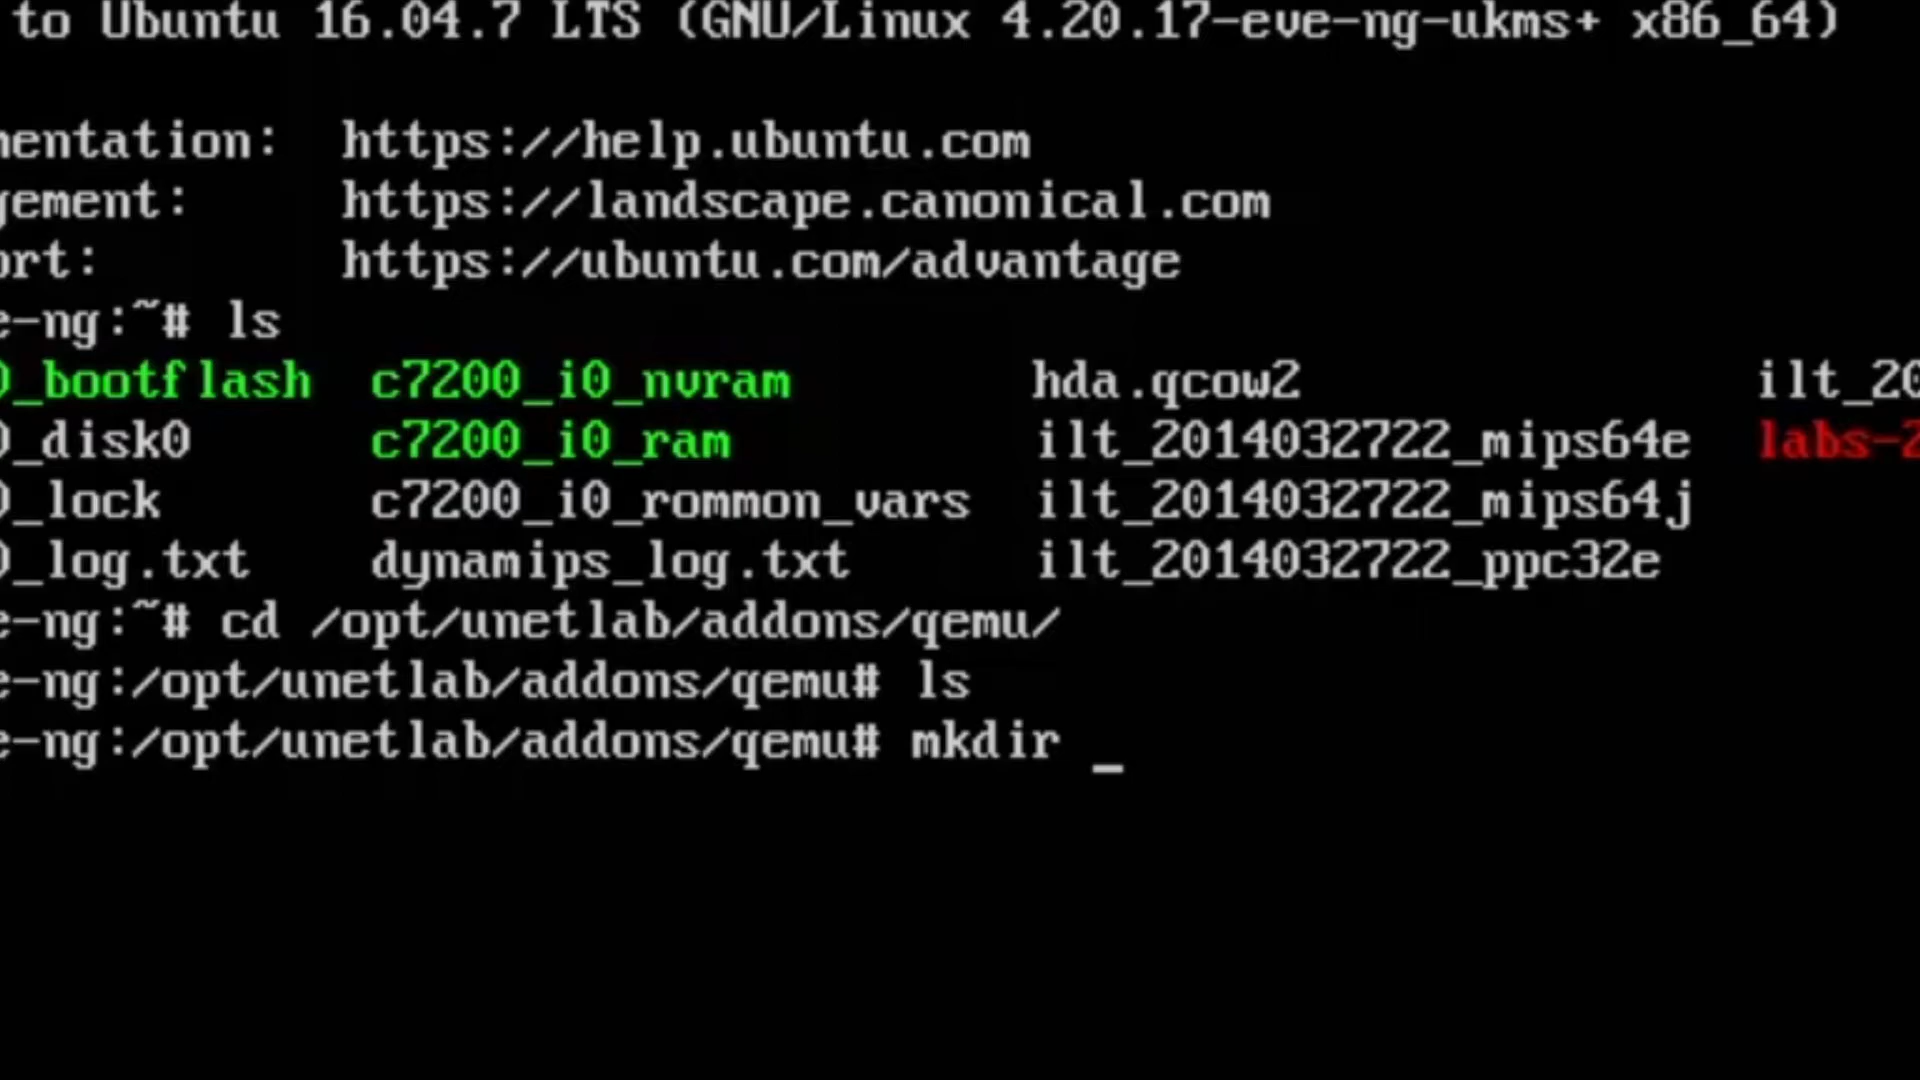 to Ubuntu 16.04.7 LTS (GNU/Linux 4.20.17-eve-ng-ukms+ x86_64)
mentation: https://help.ubuntu.com
gement: https://landscape.canonical.com
ort: https://ubuntu.com/advantage
e-ng:~# ls
0_bootflash c7200_i0_nvram hda.qcow2 ilt_20
0_disk0 c7200_i0_ram ilt_2014032722_mips64e labs-2
0_lock c7200_i0_rommon_vars ilt_2014032722_mips64j
0_log.txt dynamips_log.txt ilt_2014032722_ppc32e
e-ng:~# cd /opt/unetlab/addons/qemu/
e-ng:/opt/unetlab/addons/qemu# ls
e-ng:/opt/unetlab/addons/qemu# mkdir _